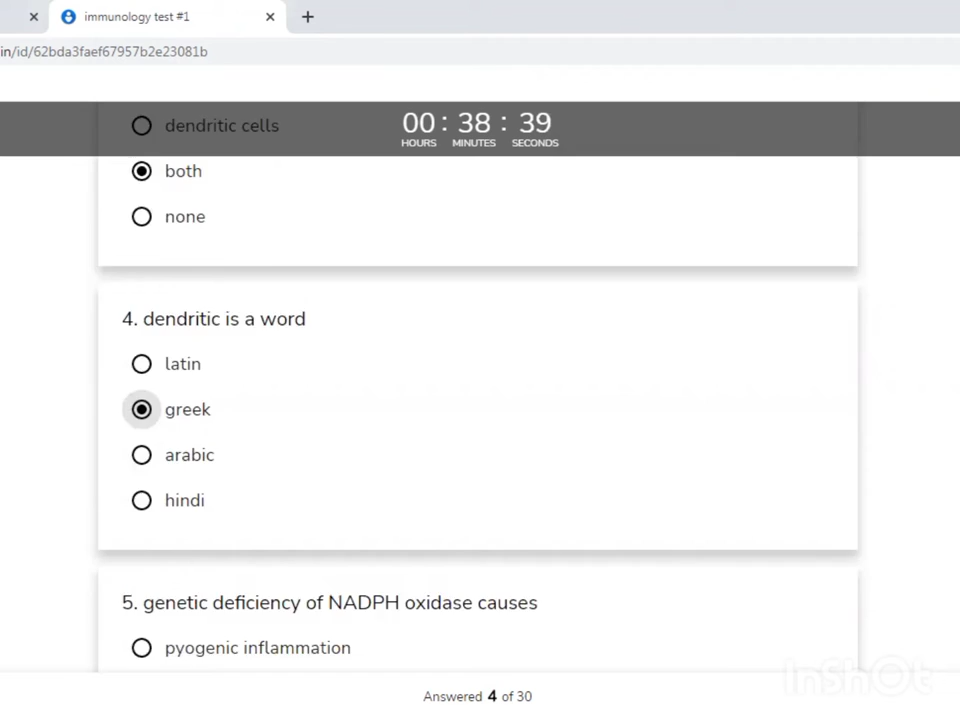 immunology test #1
in/id/62bda3faef67957b2e23081b
dendritic cells
00 : 38 : 39
HOURS MINUTES SECONDS
both
none
4. dendritic is a word
latin
greek
arabic
hindi
5. genetic deficiency of NADPH oxidase causes
pyogenic inflammation
InShOt
Answered 4 of 30